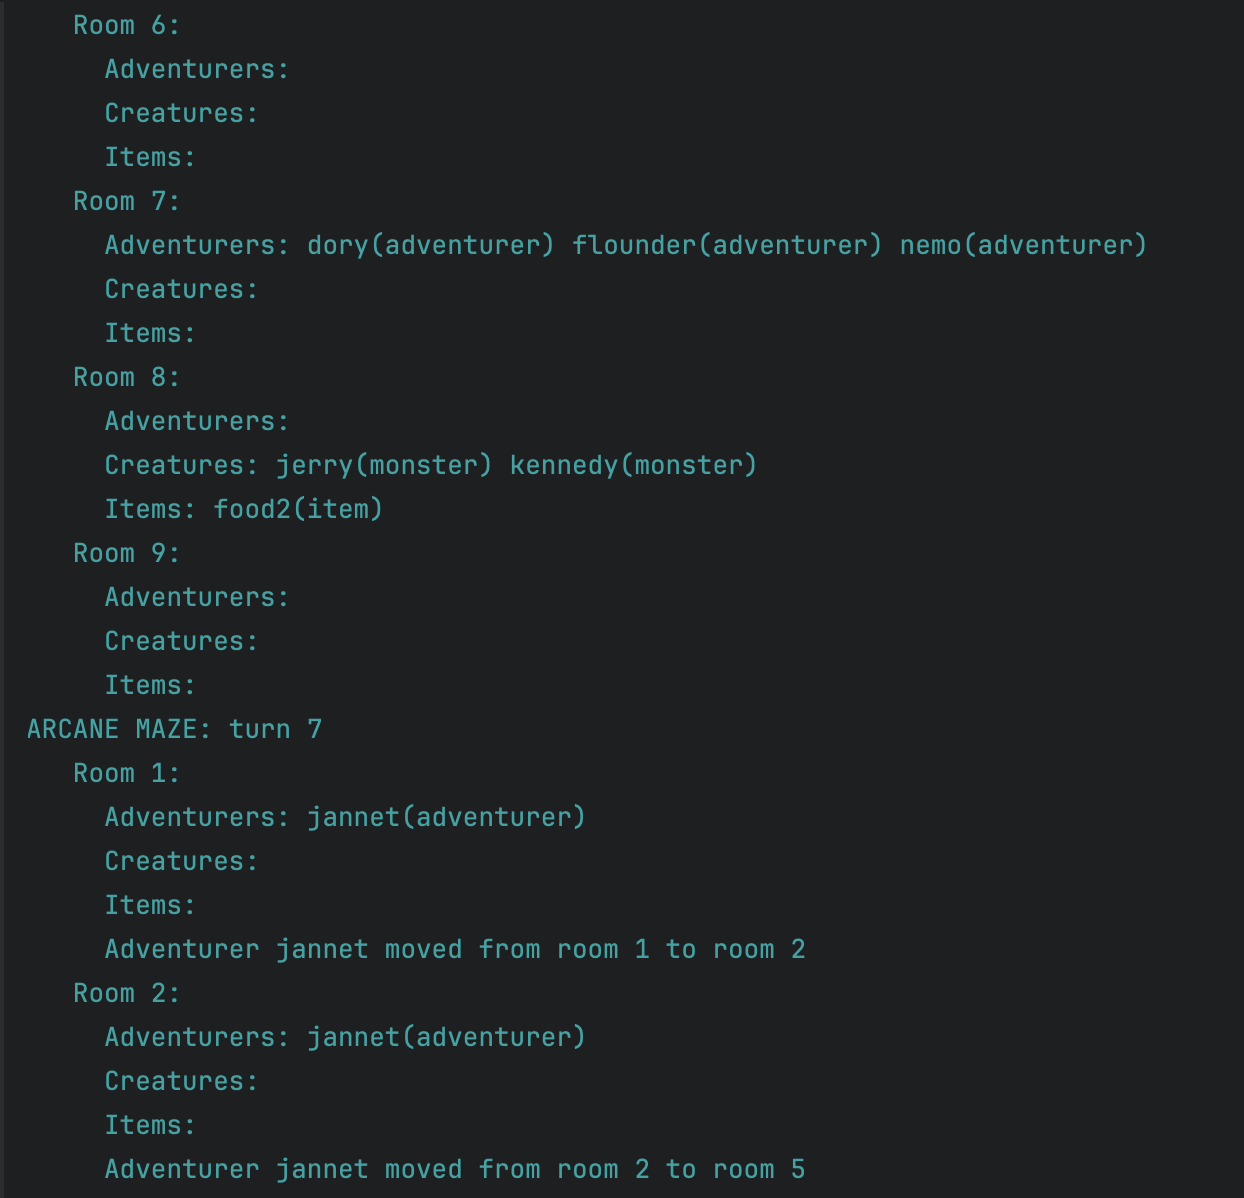 Room 6:
Adventurers:
Creatures:
Items:
Room 7:
Adventurers: dory(adventurer) flounder(adventurer) nemo(adventurer)
Creatures:
Items:
Room 8:
Adventurers:
Creatures: jerry(monster) kennedy(monster)
Items: food2(item)
Room 9:
Adventurers:
Creatures:
Items:
ARCANE MAZE: turn 7
Room 1:
Adventurers: jannet(adventurer)
Creatures:
Items:
Adventurer jannet moved from room 1 to room 2
Room 2:
Adventurers: jannet(adventurer)
Creatures:
Items:
Adventurer jannet moved from room 2 to room 5